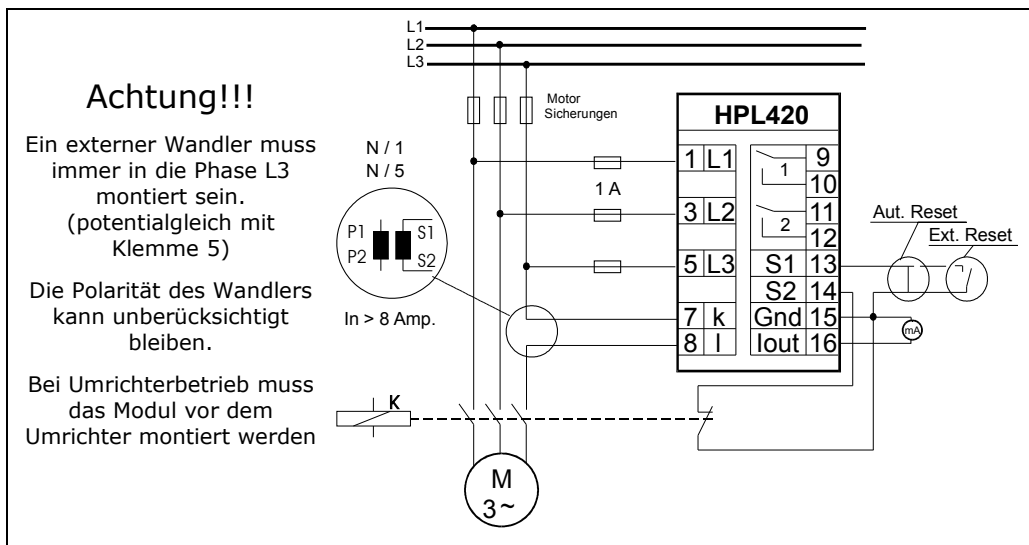 Achtung!!!
Ein externer Wandler muss
immer in die Phase L3
montiert sein.
(potentialgleich mit
Klemme 5)
Die Polarität des Wandlers
kann unberücksichtigt
bleiben.
Bei Umrichterbetrieb muss
das Modul vor dem
Umrichter montiert werden
L1
L2
L3
Motor
Sicherungen
N / 1
N / 5
P1 S1
P2 S2
In > 8 Amp.
1 A
K
M
3~
HPL420
1 L1 1 9
10
3 L2 2 11
12
5 L3 S1 13
S2 14
7 k Gnd 15
8 l Iout 16
Aut. Reset
Ext. Reset
mA